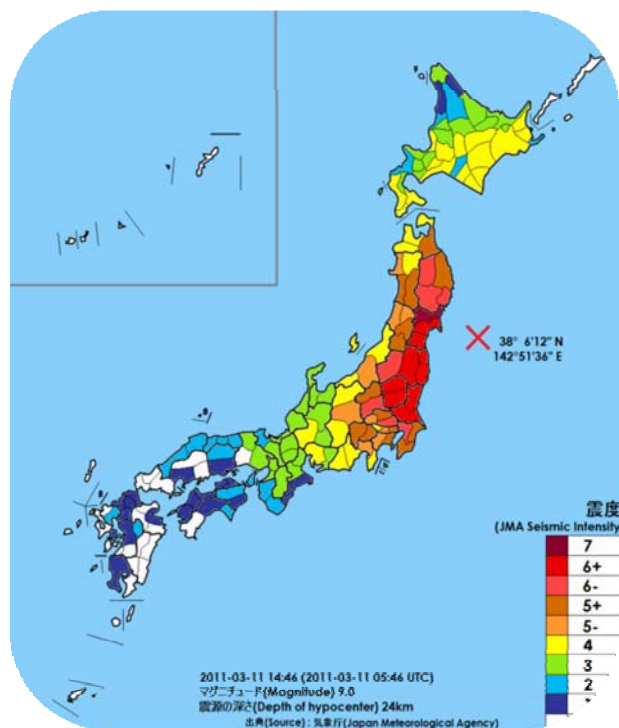 38° 6'12" N
142°51'36" E
震度
(JMA Seismic Intensity
7
6+
6-
5+
5-
4
3
2
2011-03-11 14:46 (2011-03-11 05:46 UTC)
マグニチュード(Magnitude) 9.0
震源の深さ(Depth of hypocenter) 24km
出典(Source) : 気象庁(Japan Meteorological Agency)